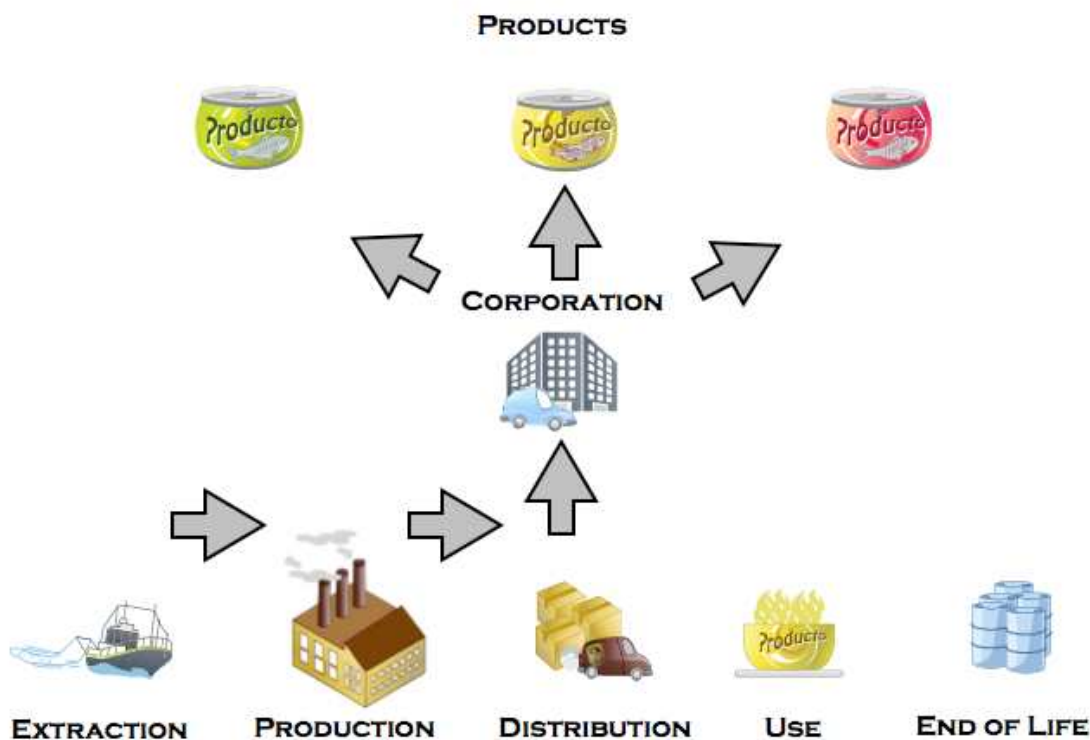 PRODUCTS
Producto
Producto
Producto
CORPORATION
Producto
EXTRACTION
PRODUCTION
DISTRIBUTION
USE
END OF LIFE